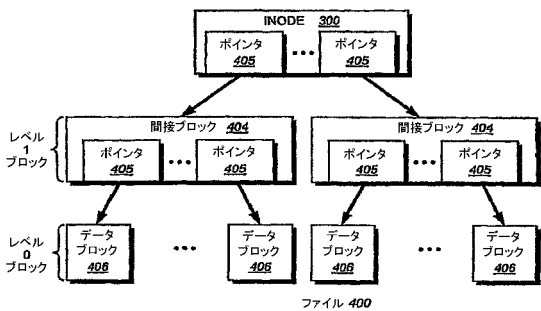 INODE 300
ポインタ
405
...
ポインタ
405
レベル
1
ブロック
間接ブロック 404
ポインタ
405
...
ポインタ
405
間接ブロック 404
ポインタ
405
...
ポインタ
405
レベル
0
ブロック
データ
ブロック
406
...
データ
ブロック
406
データ
ブロック
406
...
データ
ブロック
406
ファイル 400